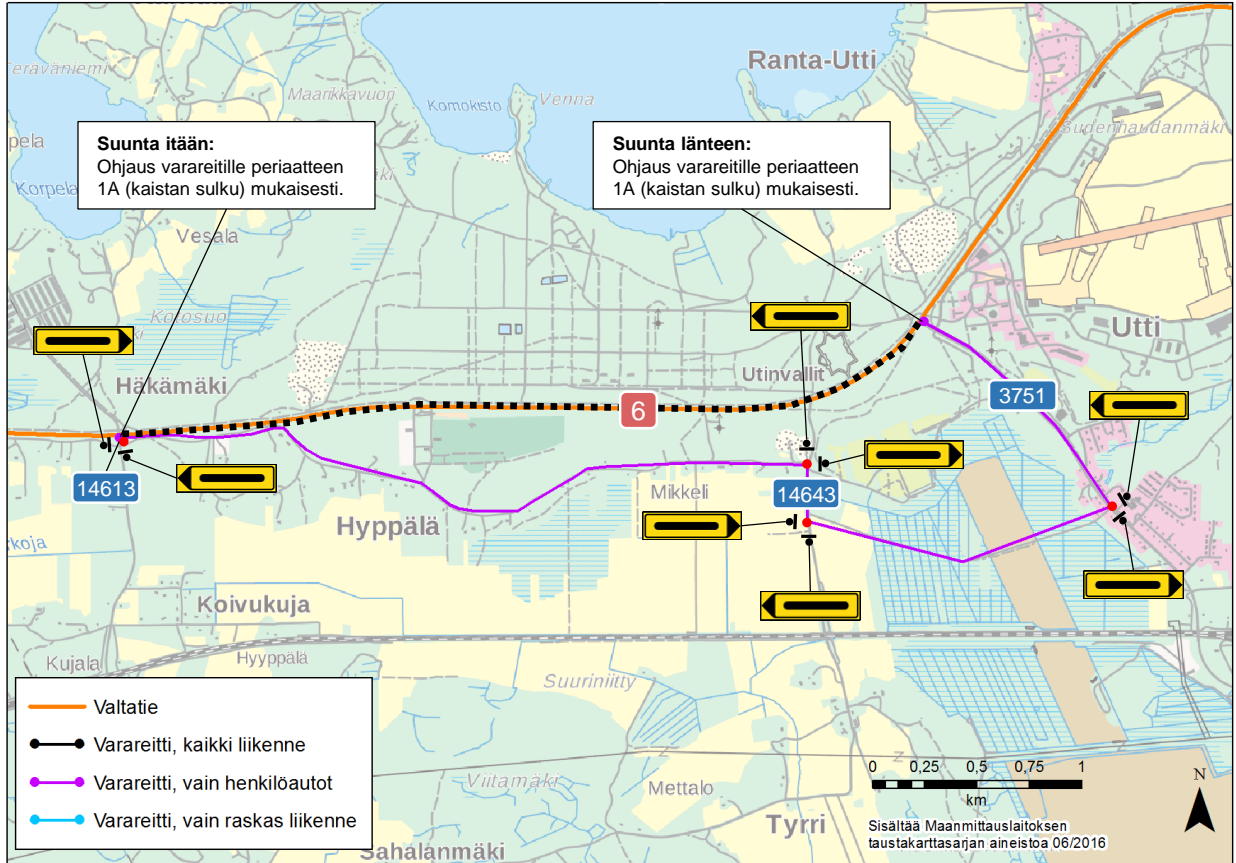 Ranta-Utti
Teräväniemi
Maarikkavuori
Komokisto
Venna
Sudenhaudanmäki
Suunta itään:
Ohjaus varareitille periaatteen
1A (kaistan sulku) mukaisesti.
Suunta länteen:
Ohjaus varareitille periaatteen
1A (kaistan sulku) mukaisesti.
Korpela
Vesala
Kotosuo
Utti
Häkämäki
Utinvallit
6
3751
14613
Mikkeli
14643
Hyppälä
Koivukuja
Kujala
Hyyppälä
Suuriniitty
Valtatie
Varareitti, kaikki liikenne
Varareitti, vain henkilöautot
Varareitti, vain raskas liikenne
Viitamäki
Mettalo
Tyrri
Sahalanmäki
0 0,25 0,5 0,75 1
km
N
Sisältää Maanmittauslaitoksen
taustakarttasarjan aineistoa 06/2016